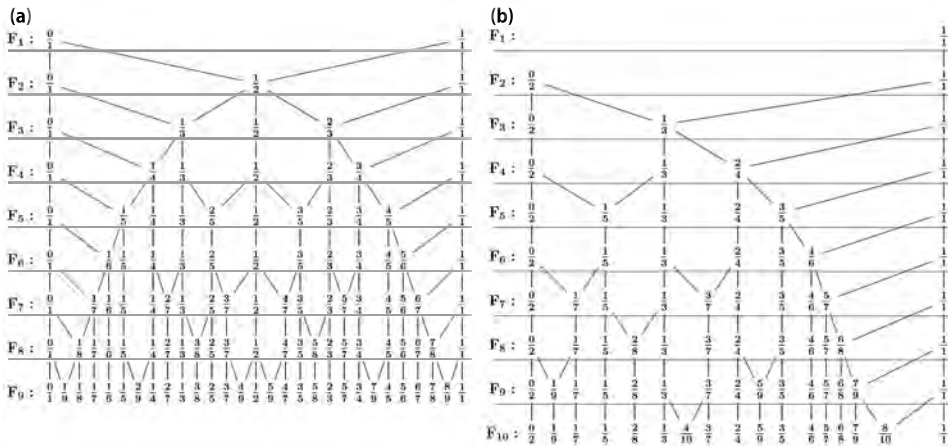 (a)
F1 : 0/1 1/1
F2 : 0/1 1/2 1/1
F3 : 0/1 1/3 1/2 2/3 1/1
F4 : 0/1 1/4 1/3 1/2 2/3 3/4 1/1
F5 : 0/1 1/5 1/4 1/3 2/5 1/2 3/5 2/3 3/4 4/5 1/1
F6 : 0/1 1/6 1/5 1/4 1/3 2/5 1/2 3/5 2/3 3/4 4/5 5/6 1/1
F7 : 0/1 1/7 1/6 1/5 1/4 2/7 1/3 2/5 3/7 1/2 4/7 3/5 2/3 5/7 3/4 4/5 5/6 6/7 1/1
F8 : 0/1 1/8 1/7 1/6 1/5 1/4 2/7 1/3 3/8 2/5 3/7 1/2 4/7 3/5 5/8 2/3 5/7 3/4 4/5 5/6 6/7 7/8 1/1
F9 : 0/1 1/9 1/8 1/7 1/6 1/5 2/9 1/4 2/7 1/3 3/8 2/5 3/7 4/9 1/2 5/9 4/7 3/5 5/8 2/3 5/7 3/4 7/9 4/5 5/6 6/7 7/8 8/9 1/1
(b)
F1 : 1/1
F2 : 0/2 1/1
F3 : 0/2 1/3 1/1
F4 : 0/2 1/3 2/4 1/1
F5 : 0/2 1/5 1/3 2/4 3/5 1/1
F6 : 0/2 1/5 1/3 2/4 3/5 4/6 1/1
F7 : 0/2 1/7 1/5 1/3 3/7 2/4 3/5 4/6 5/7 1/1
F8 : 0/2 1/7 1/5 2/8 1/3 3/7 2/4 3/5 4/6 5/7 6/8 1/1
F9 : 0/2 1/9 1/7 1/5 2/8 1/3 3/7 2/4 5/9 3/5 4/6 5/7 6/8 7/9 1/1
F10 : 0/2 1/9 1/7 1/5 2/8 1/3 4/10 3/7 2/4 5/9 3/5 4/6 5/7 6/8 7/9 8/10 1/1